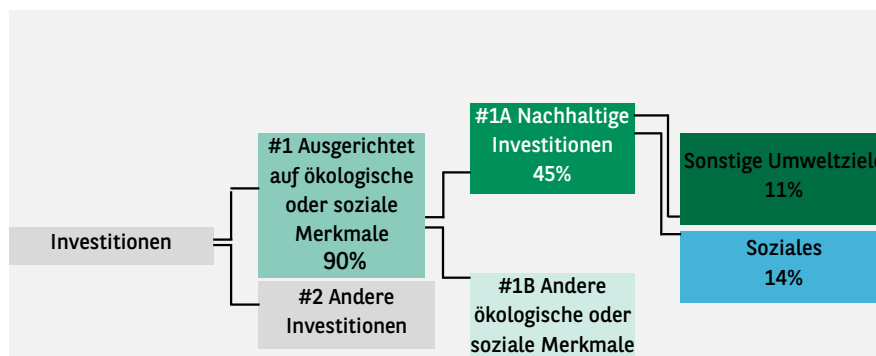 Investitionen
#1 Ausgerichtet
auf ökologische
oder soziale
Merkmale
90%
#2 Andere
Investitionen
#1A Nachhaltige
Investitionen
45%
#1B Andere
ökologische oder
soziale Merkmale
Sonstige Umweltziele
11%
Soziales
14%